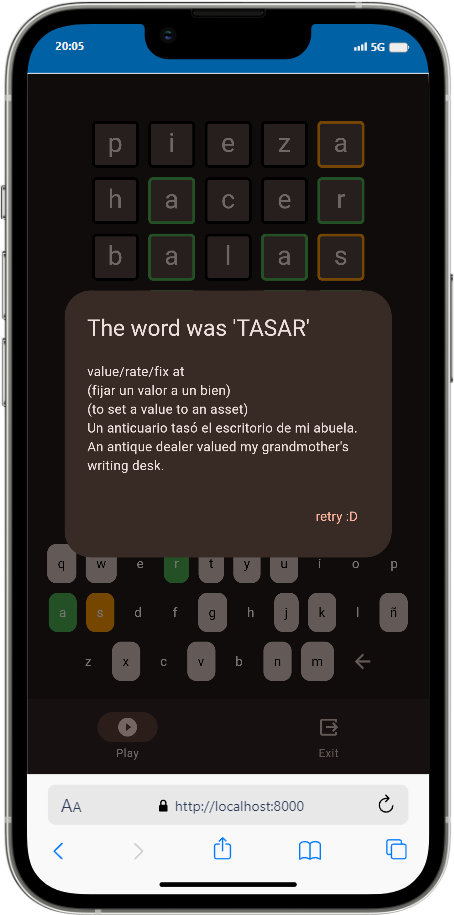 20:05 5G
p i e z a
h a c e r
b a l a s
The word was 'TASAR'
value/rate/fix at
(fijar un valor a un bien)
(to set a value to an asset)
Un anticuario tasó el escritorio de mi abuela.
An antique dealer valued my grandmother's
writing desk.
retry :D
q w e r t y u i o p
a s d f g h j k l ñ
z x c v b n m
Play Exit
AA http://localhost:8000